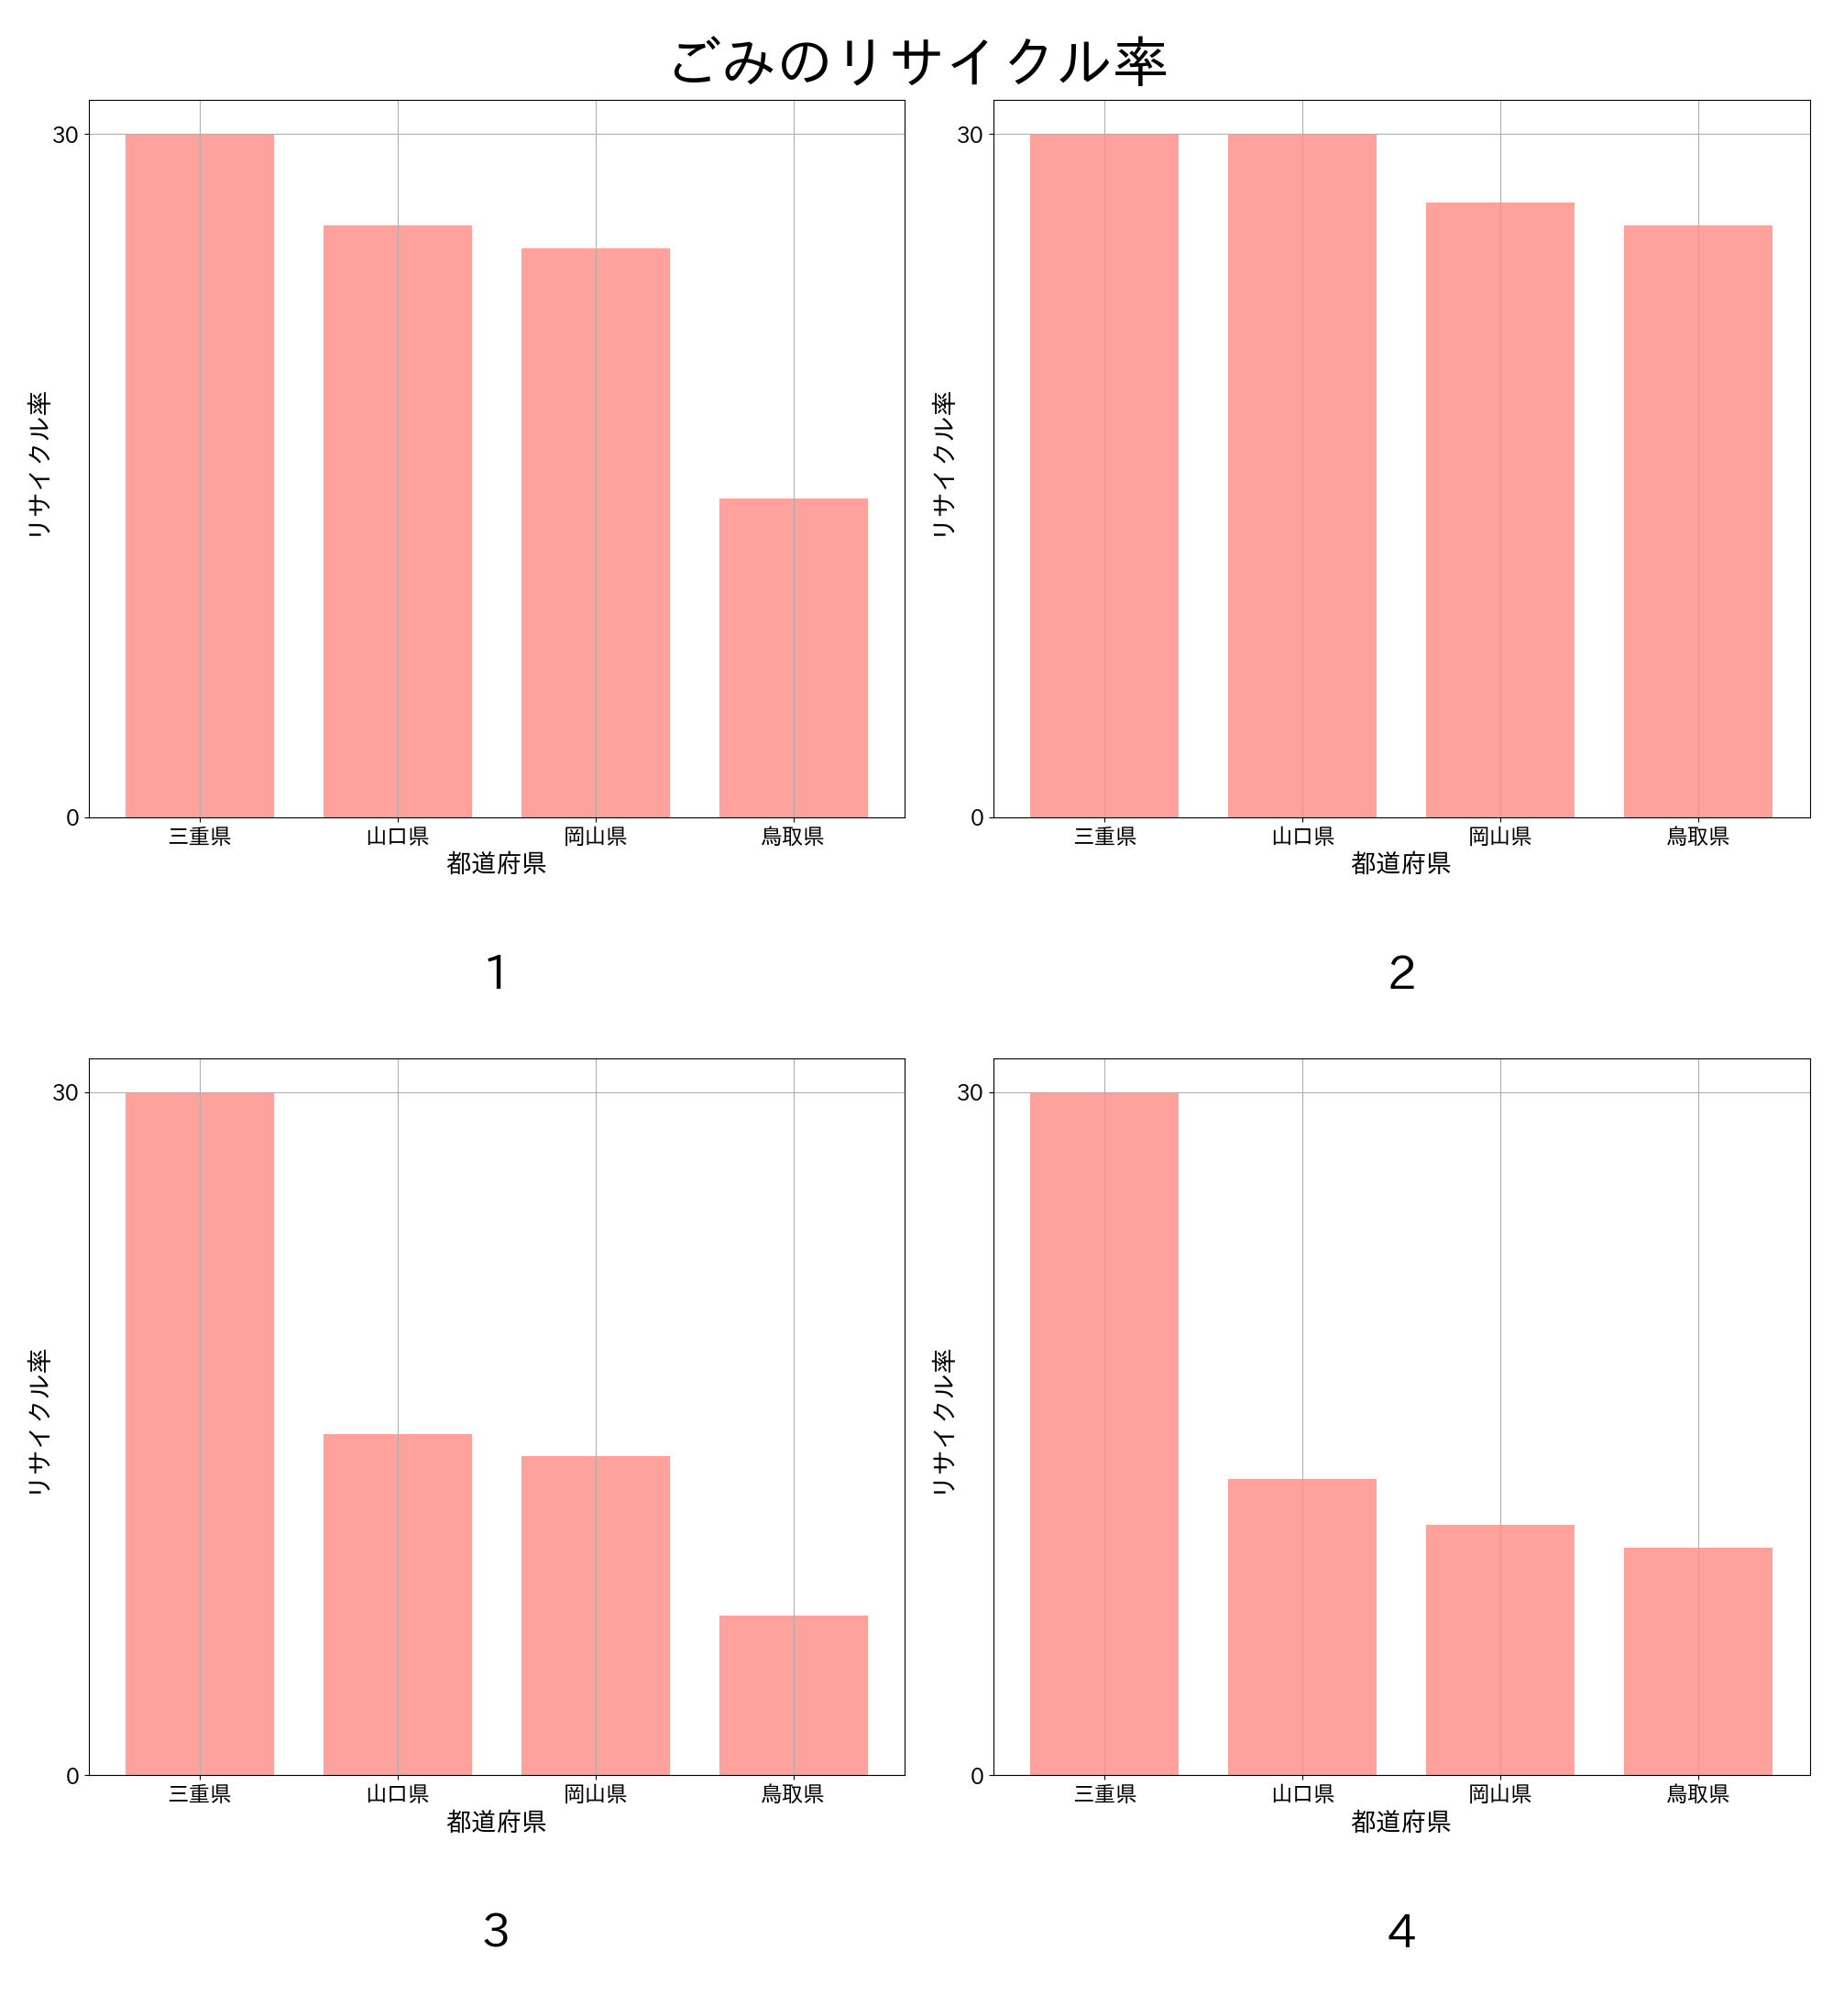 ごみのリサイクル率
30
0
リサイクル率
三重県 山口県 岡山県 鳥取県
都道府県
1
30
0
リサイクル率
三重県 山口県 岡山県 鳥取県
都道府県
2
30
0
リサイクル率
三重県 山口県 岡山県 鳥取県
都道府県
3
30
0
リサイクル率
三重県 山口県 岡山県 鳥取県
都道府県
4